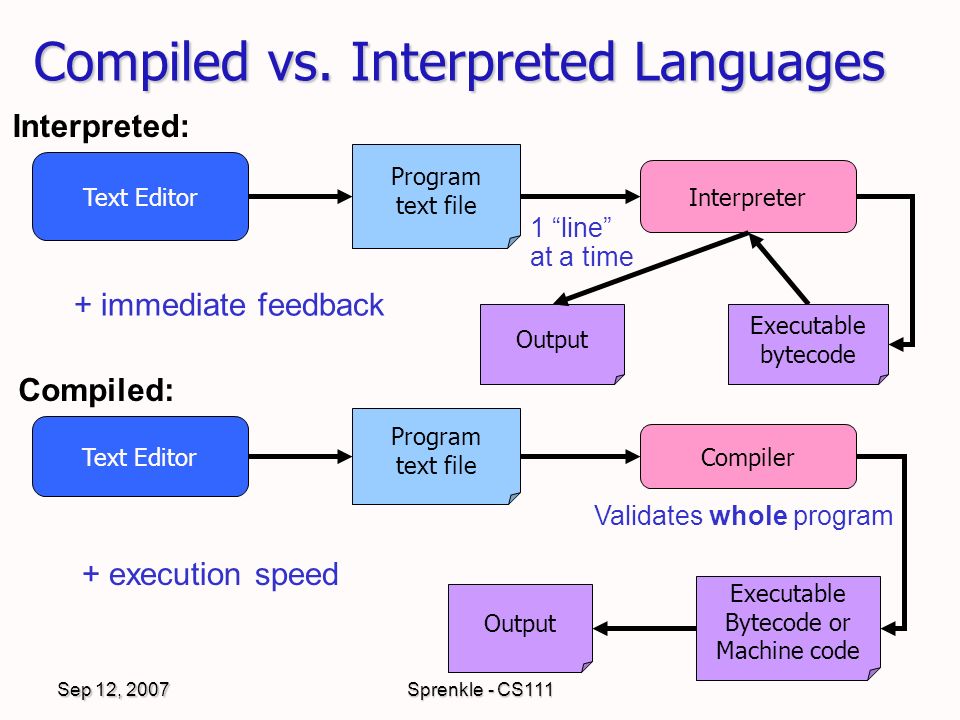 Compiled vs. Interpreted Languages
Interpreted:
Text Editor
Program
text file
Interpreter
1 “line”
at a time
+ immediate feedback
Output
Executable
bytecode
Compiled:
Text Editor
Program
text file
Compiler
Validates whole program
+ execution speed
Output
Executable
Bytecode or
Machine code
Sep 12, 2007
Sprenkle - CS111